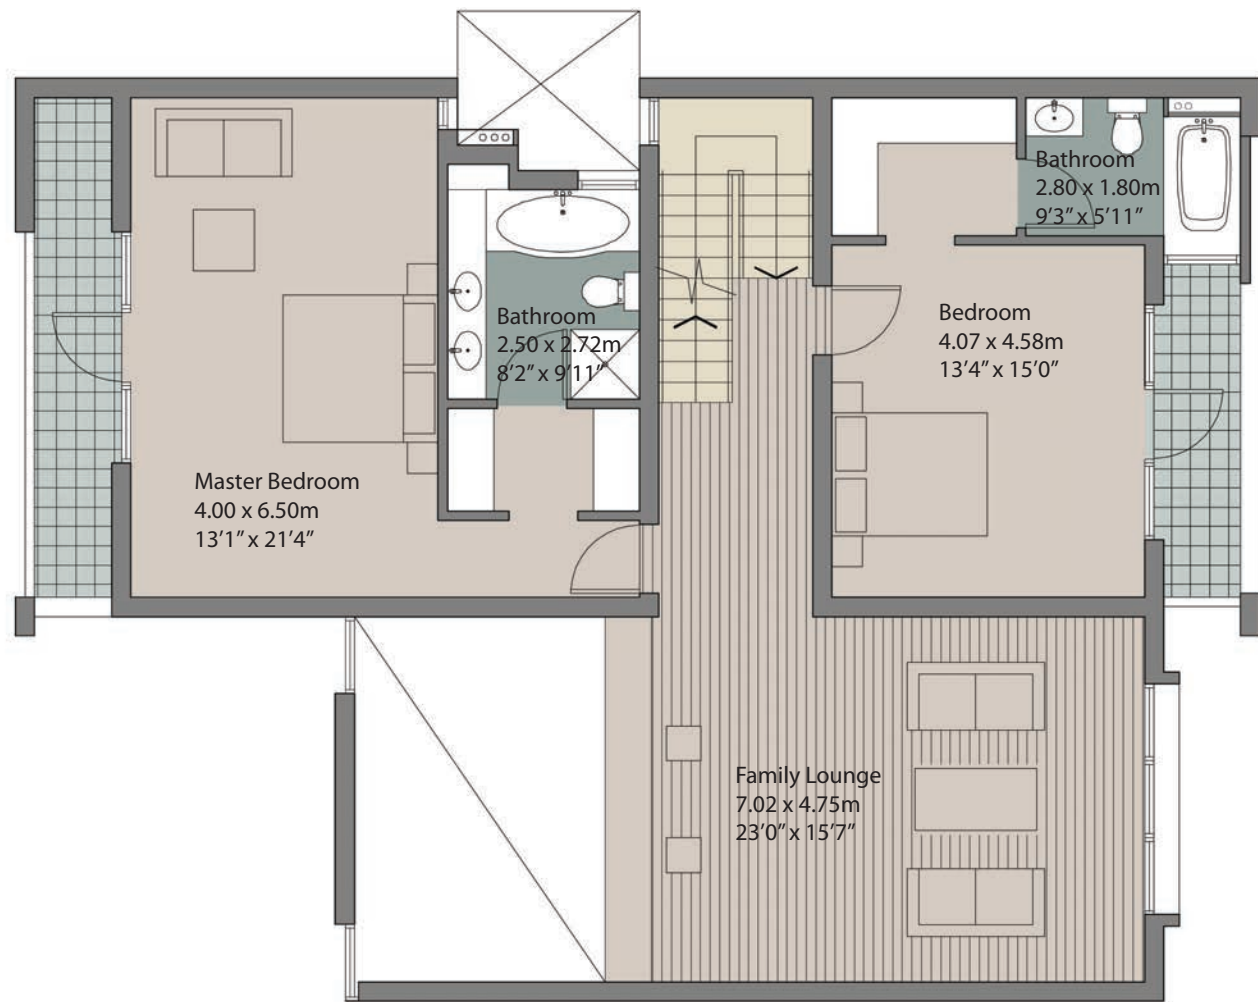 Bathroom
2.80 x 1.80m
9’3” x 5’11”
Bathroom
2.50 x 2.72m
8’2” x 9’11”
Bedroom
4.07 x 4.58m
13’4” x 15’0”
Master Bedroom
4.00 x 6.50m
13’1” x 21’4”
Family Lounge
7.02 x 4.75m
23’0” x 15’7”